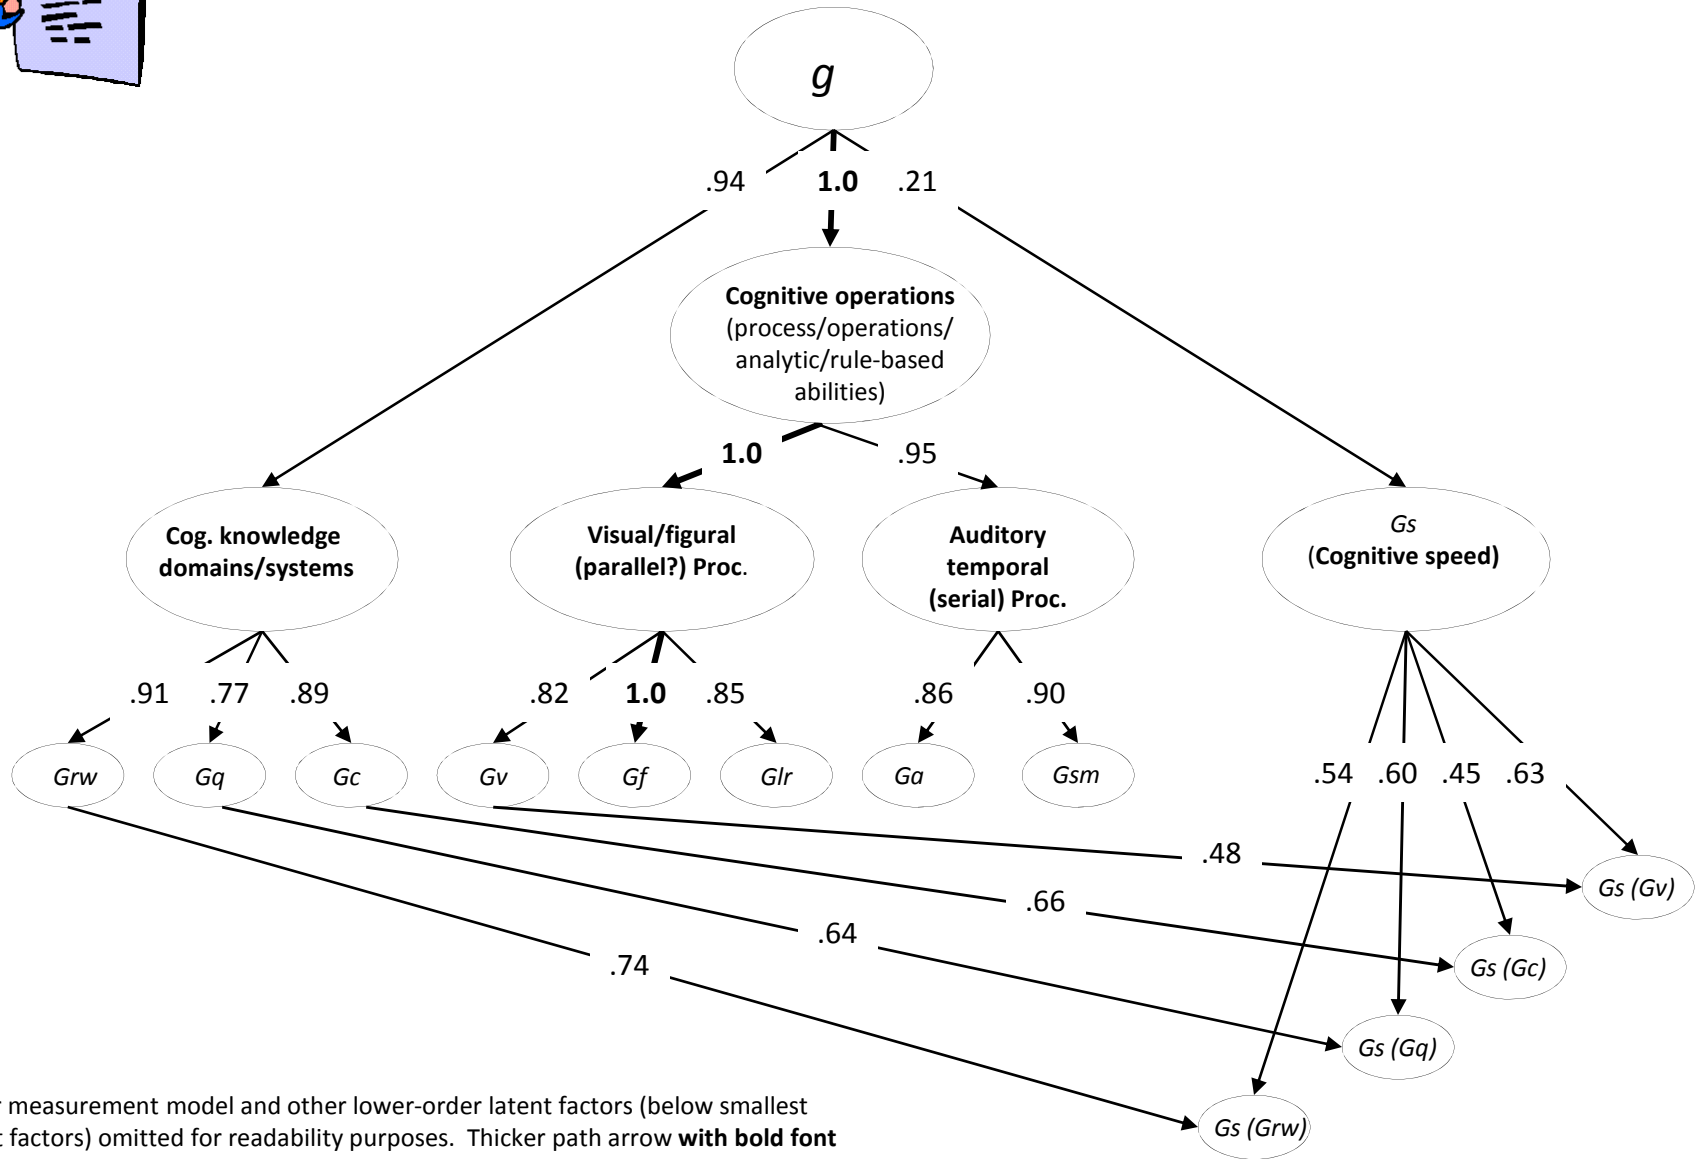 g
.94 1.0 .21
Cognitive operations
(process/operations/
analytic/rule-based
abilities)
1.0 .95
Cog. knowledge
domains/systems
Visual/figural
(parallel?) Proc.
Auditory
temporal
(serial) Proc.
Gs
(Cognitive speed)
.91 .77 .89 .82 1.0 .85 .86 .90
Grw Gq Gc Gv Gf Glr Ga Gsm
.54 .60 .45 .63
.48
Gs (Gv)
.66
.64
.74
Gs (Gc)
Gs (Gq)
Gs (Grw)
measurement model and other lower-order latent factors (below smallest
factors) omitted for readability purposes. Thicker path arrow with bold font